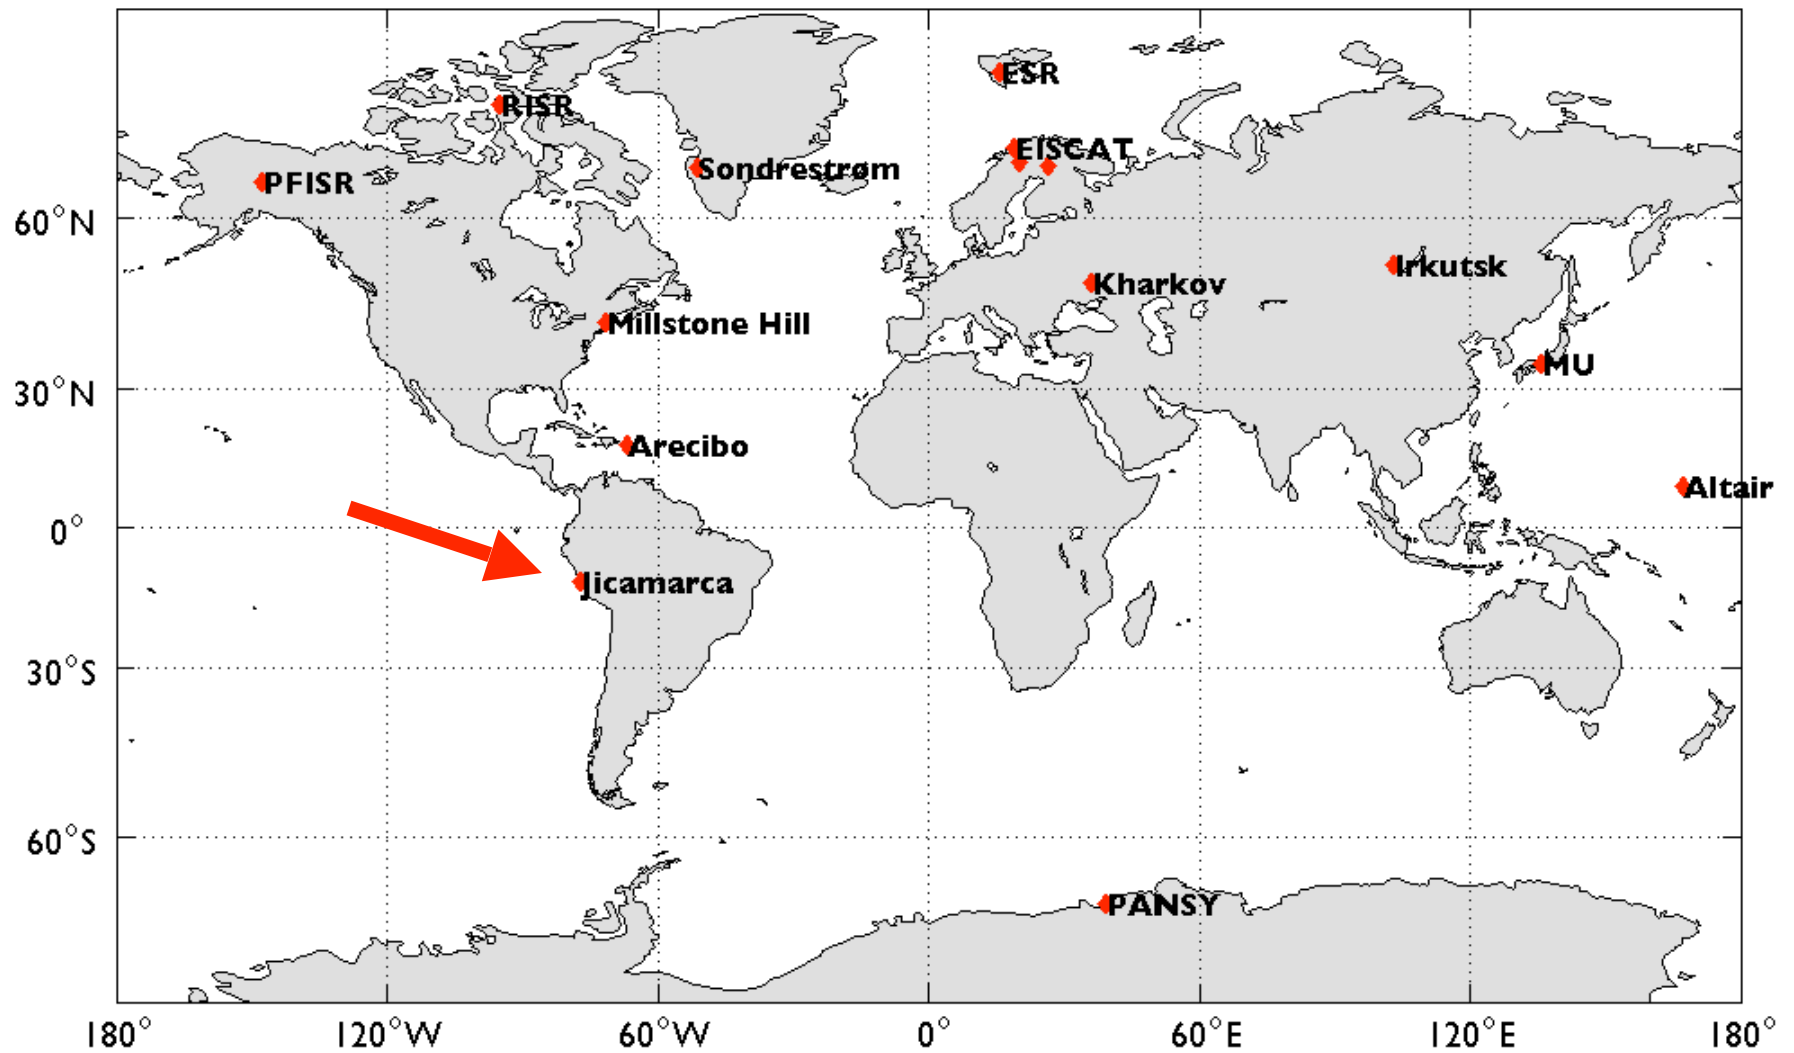 ESR
RISR
EISCAT
Sondrestrøm
PFISR
60°N
Irkutsk
Kharkov
Millstone Hill
MU
30°N
Arecibo
Altair
0°
Jicamarca
30°S
60°S
PANSY
180° 120°W 60°W 0° 60°E 120°E 180°